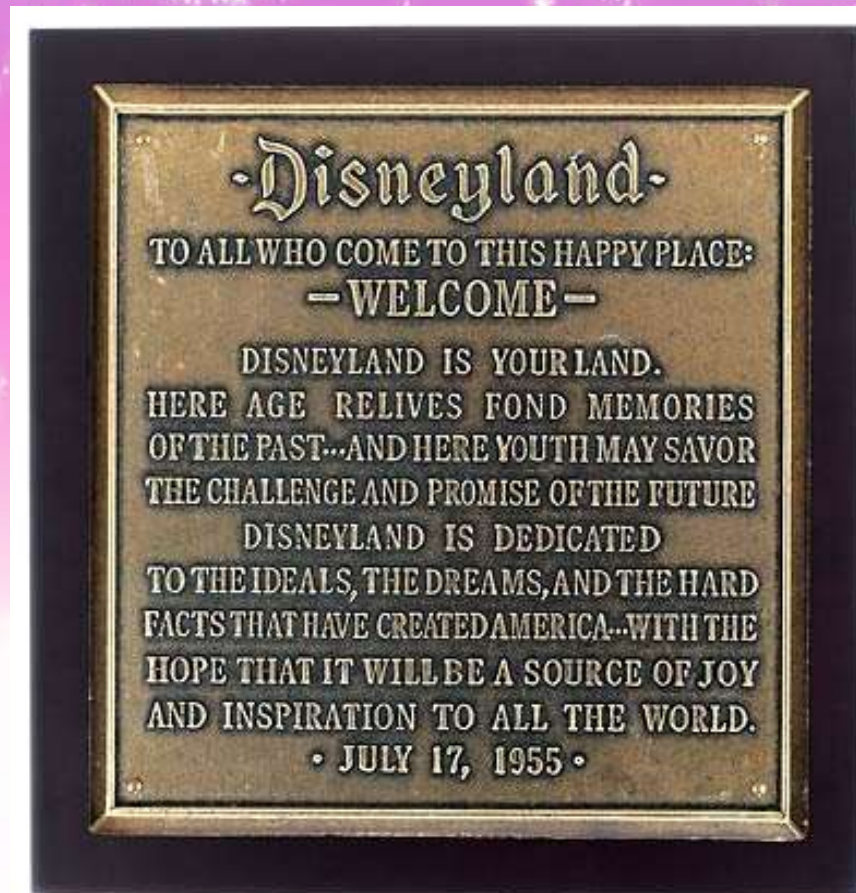 ·Disneyland·
TO ALL WHO COME TO THIS HAPPY PLACE:
–WELCOME–
DISNEYLAND IS YOUR LAND.
HERE AGE RELIVES FOND MEMORIES
OF THE PAST...AND HERE YOUTH MAY SAVOR
THE CHALLENGE AND PROMISE OF THE FUTURE
DISNEYLAND IS DEDICATED
TO THE IDEALS, THE DREAMS, AND THE HARD
FACTS THAT HAVE CREATED AMERICA...WITH THE
HOPE THAT IT WILL BE A SOURCE OF JOY
AND INSPIRATION TO ALL THE WORLD.
• JULY 17, 1955 •